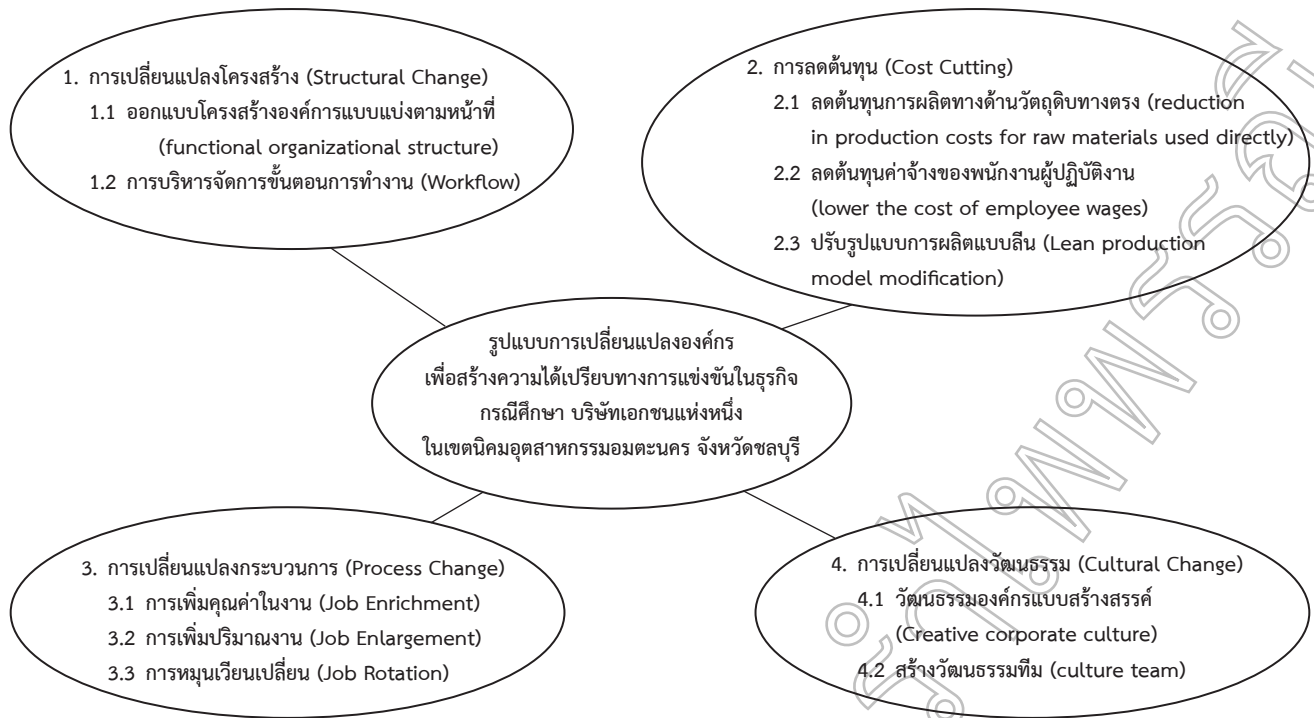 1. การเปลี่ยนแปลงโครงสร้าง (Structural Change)
1.1 ออกแบบโครงสร้างองค์การแบบแบ่งตามหน้าที่
(functional organizational structure)
1.2 การบริหารจัดการขั้นตอนการทำงาน (Workflow)
2. การลดต้นทุน (Cost Cutting)
2.1 ลดต้นทุนการผลิตทางด้านวัตถุดิบทางตรง (reduction
in production costs for raw materials used directly)
2.2 ลดต้นทุนค่าจ้างของพนักงานผู้ปฏิบัติงาน
(lower the cost of employee wages)
2.3 ปรับรูปแบบการผลิตแบบลีน (Lean production
model modification)
รูปแบบการเปลี่ยนแปลงองค์กร
เพื่อสร้างความได้เปรียบทางการแข่งขันในธุรกิจ
กรณีศึกษา บริษัทเอกชนแห่งหนึ่ง
ในเขตนิคมอุตสาหกรรมอมตะนคร จังหวัดชลบุรี
3. การเปลี่ยนแปลงกระบวนการ (Process Change)
3.1 การเพิ่มคุณค่าในงาน (Job Enrichment)
3.2 การเพิ่มปริมาณงาน (Job Enlargement)
3.3 การหมุนเวียนเปลี่ยน (Job Rotation)
4. การเปลี่ยนแปลงวัฒนธรรม (Cultural Change)
4.1 วัฒนธรรมองค์กรแบบสร้างสรรค์
(Creative corporate culture)
4.2 สร้างวัฒนธรรมทีม (culture team)